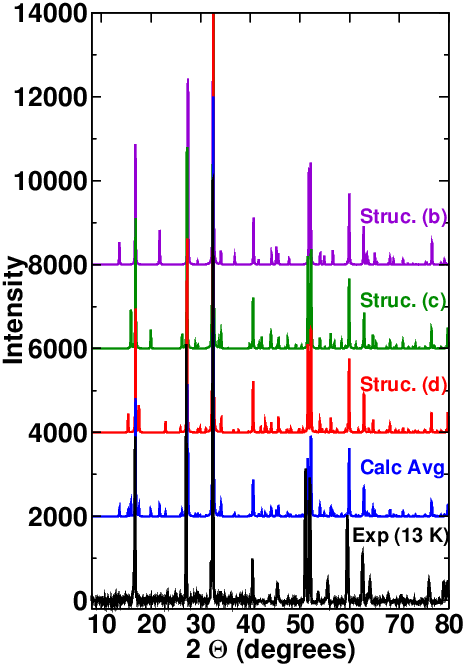 14000
12000
10000
8000
6000
4000
2000
0
Intensity
Struc. (b)
Struc. (c)
Struc. (d)
Calc Avg
Exp (13 K)
10 20 30 40 50 60 70 80
2 Θ (degrees)